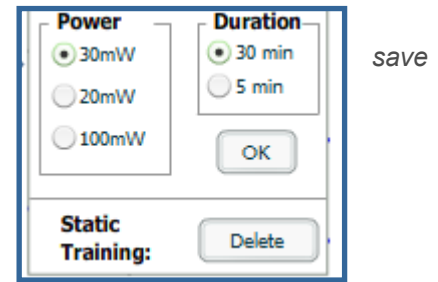 Power
30mW
20mW
100mW
Duration
30 min
5 min
OK
save
Static
Training:
Delete